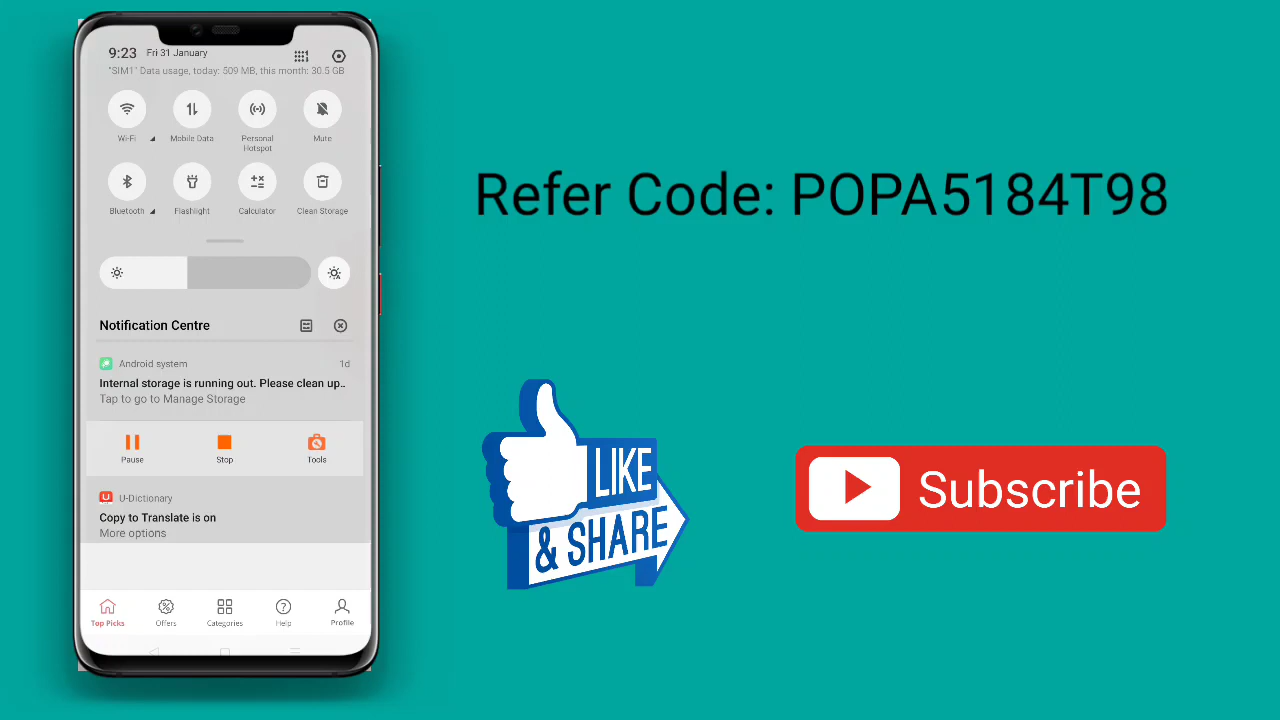 9:23 Fri 31 January
"SIM1" Data usage, today: 509 MB, this month: 30.5 GB
Wi-Fi Mobile Data Personal Hotspot Mute
Bluetooth Flashlight Calculator Clean Storage
Notification Centre
Android system 1d
Internal storage is running out. Please clean up..
Tap to go to Manage Storage
Pause Stop Tools
U-Dictionary
Copy to Translate is on
More options
Top Picks Offers Categories Help Profile
Refer Code: POPA5184T98
LIKE
& SHARE
Subscribe